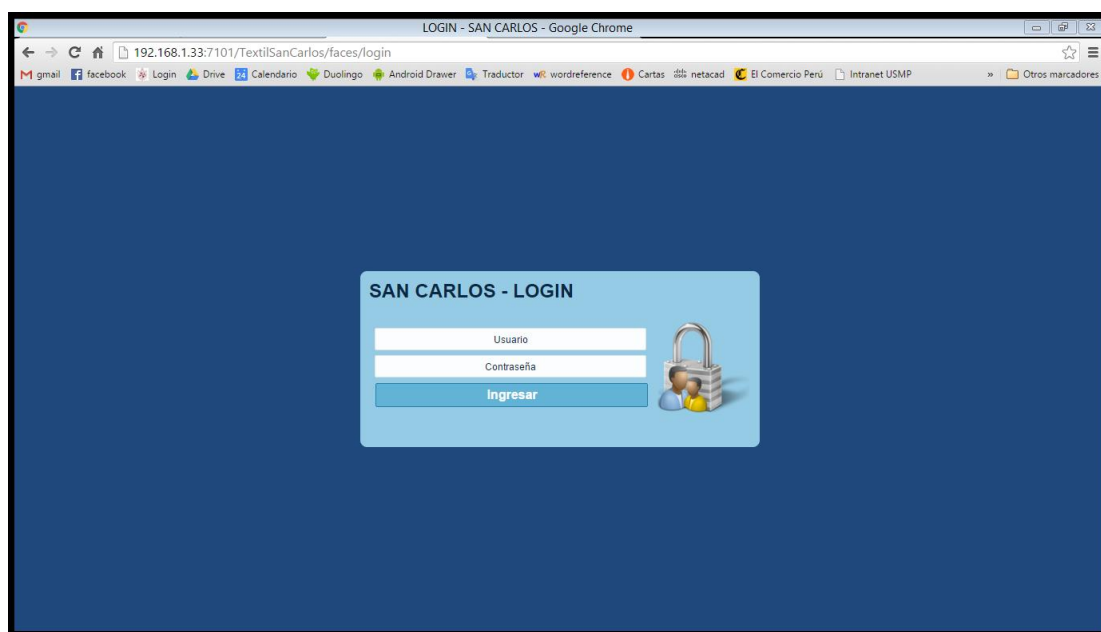 LOGIN - SAN CARLOS - Google Chrome
192.168.1.33:7101/TextilSanCarlos/faces/login
gmail facebook Login Drive 24 Calendario Duolingo Android Drawer Traductor wR wordreference Cartas netacad El Comercio Perú Intranet USMP » Otros marcadores
SAN CARLOS - LOGIN
Usuario
Contraseña
Ingresar